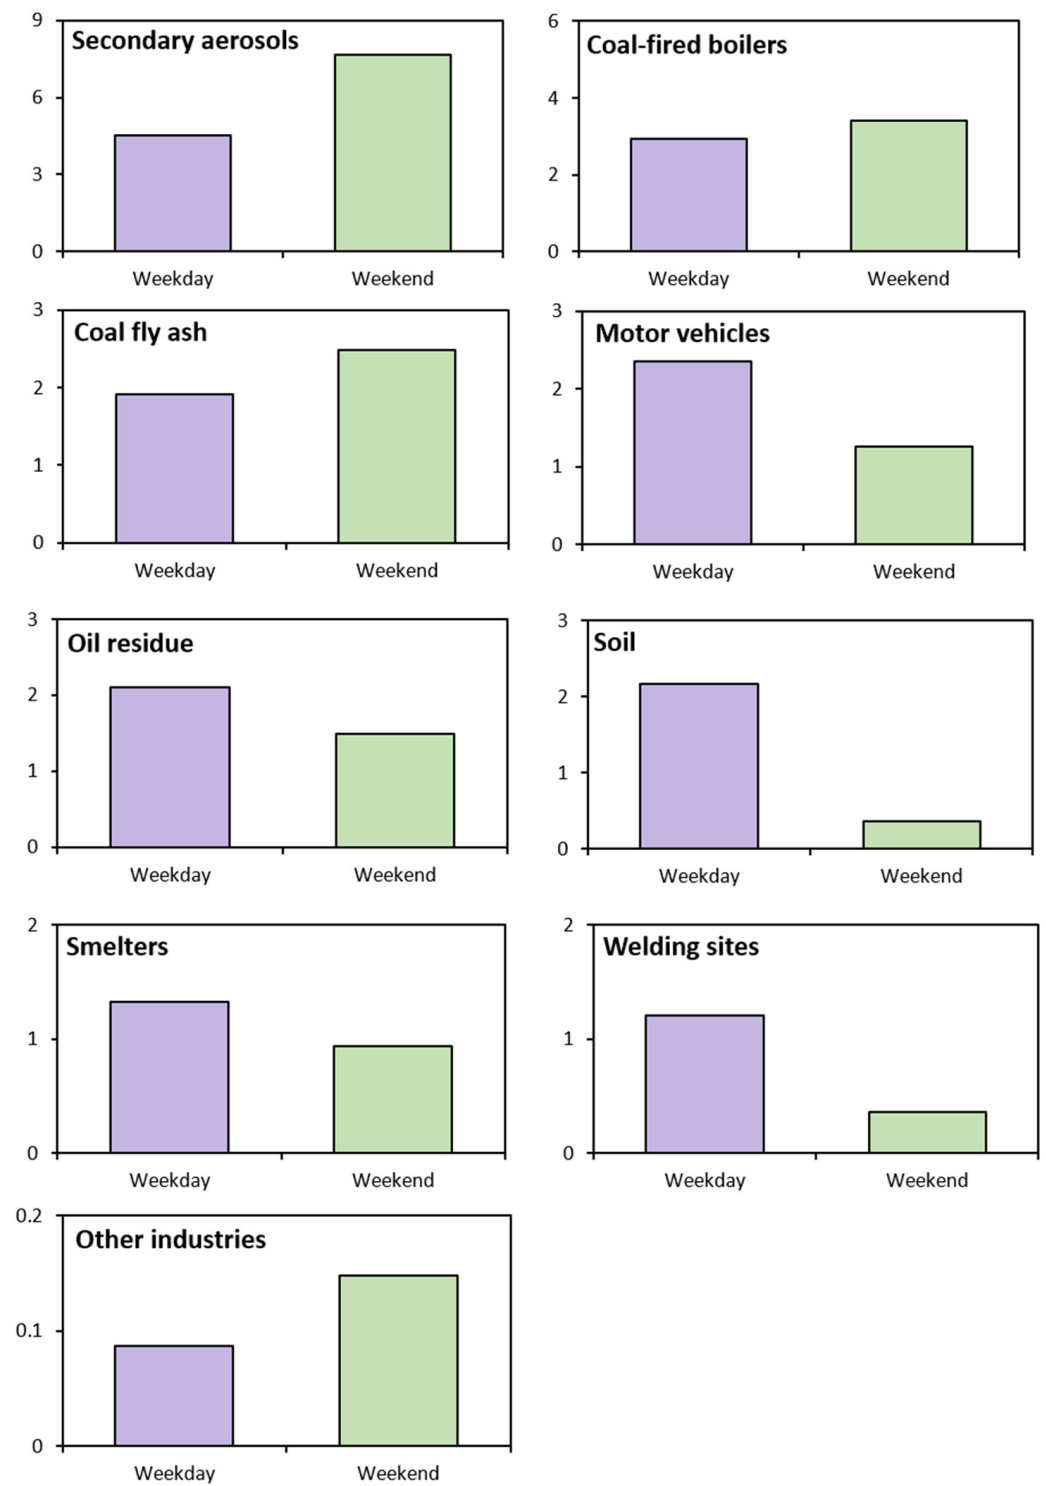 Secondary aerosols
9
6
3
0
Weekday Weekend
Coal-fired boilers
6
4
2
0
Weekday Weekend
Coal fly ash
3
2
1
0
Weekday Weekend
Motor vehicles
3
2
1
0
Weekday Weekend
Oil residue
3
2
1
0
Weekday Weekend
Soil
3
2
1
0
Weekday Weekend
Smelters
2
1
0
Weekday Weekend
Welding sites
2
1
0
Weekday Weekend
Other industries
0.2
0.1
0
Weekday Weekend